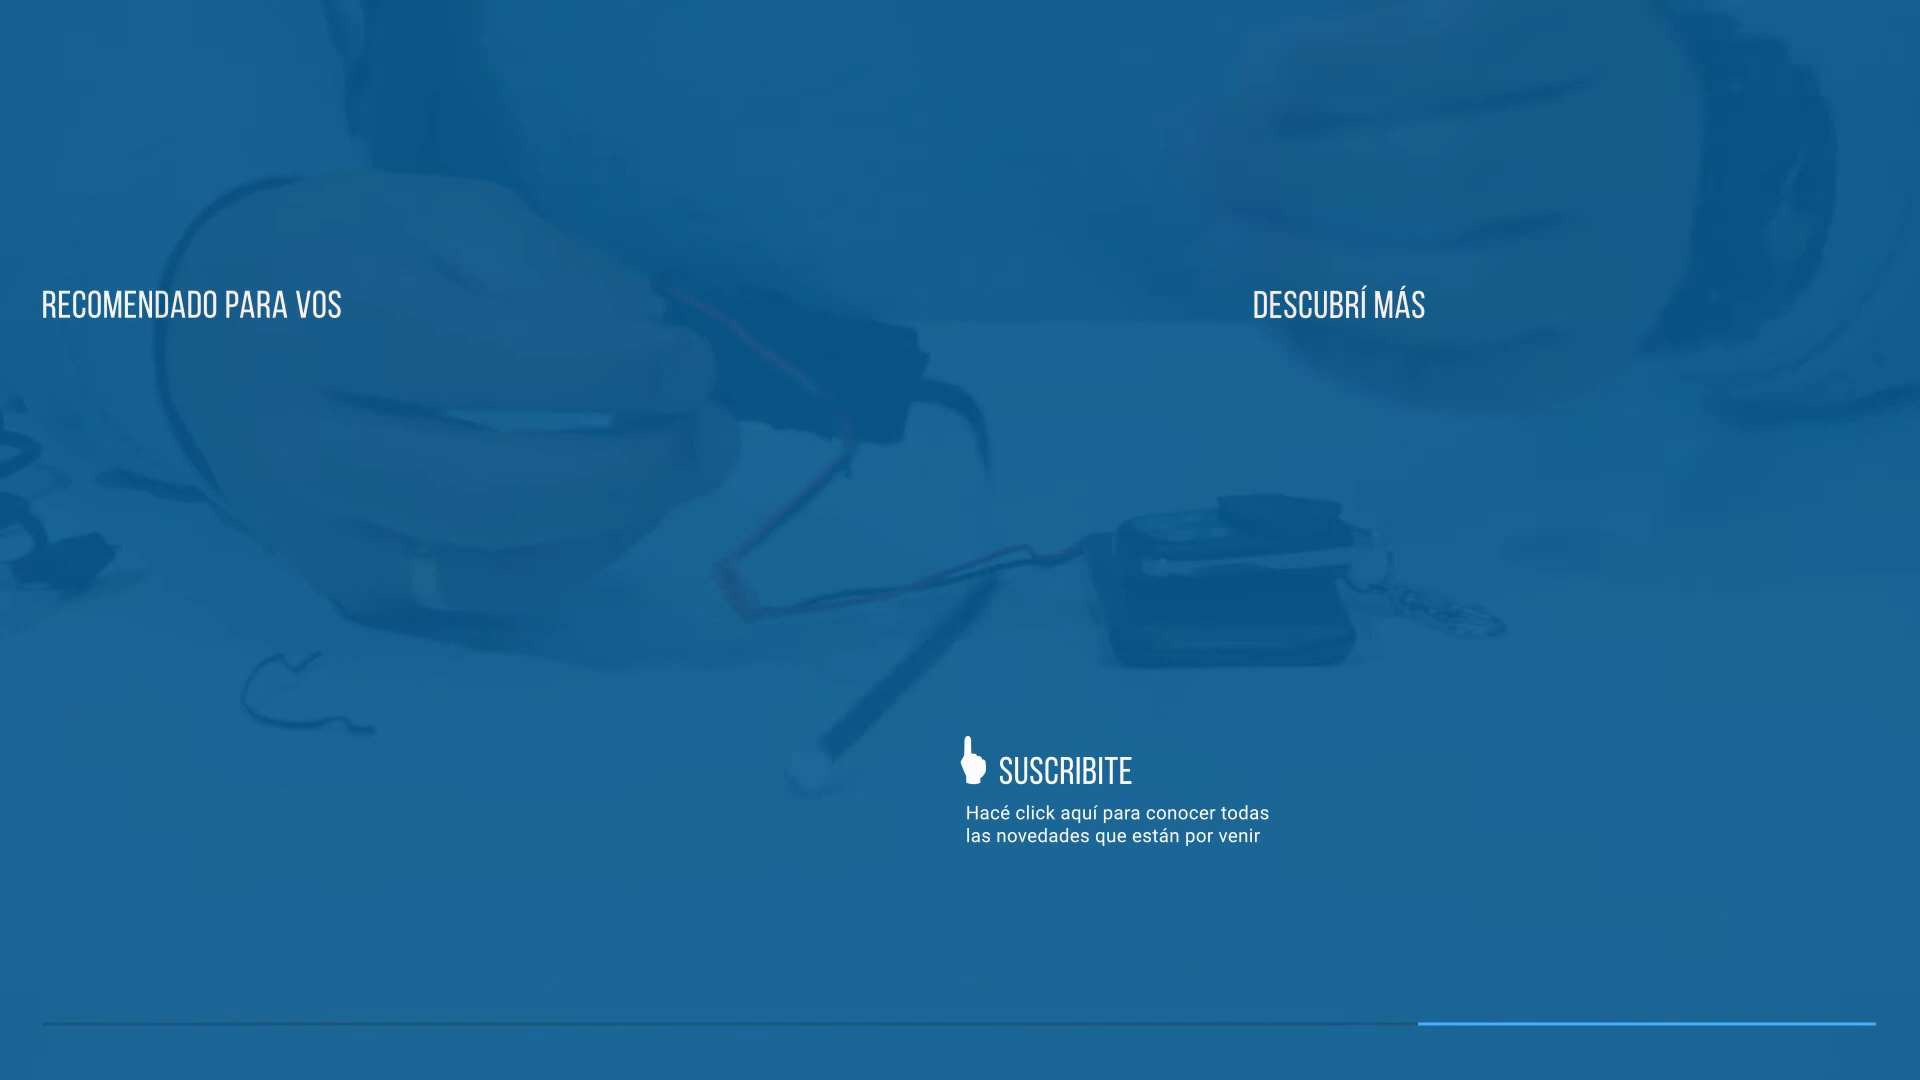 RECOMENDADO PARA VOS
DESCUBRÍ MÁS
SUSCRIBITE
Hacé click aquí para conocer todas
las novedades que están por venir